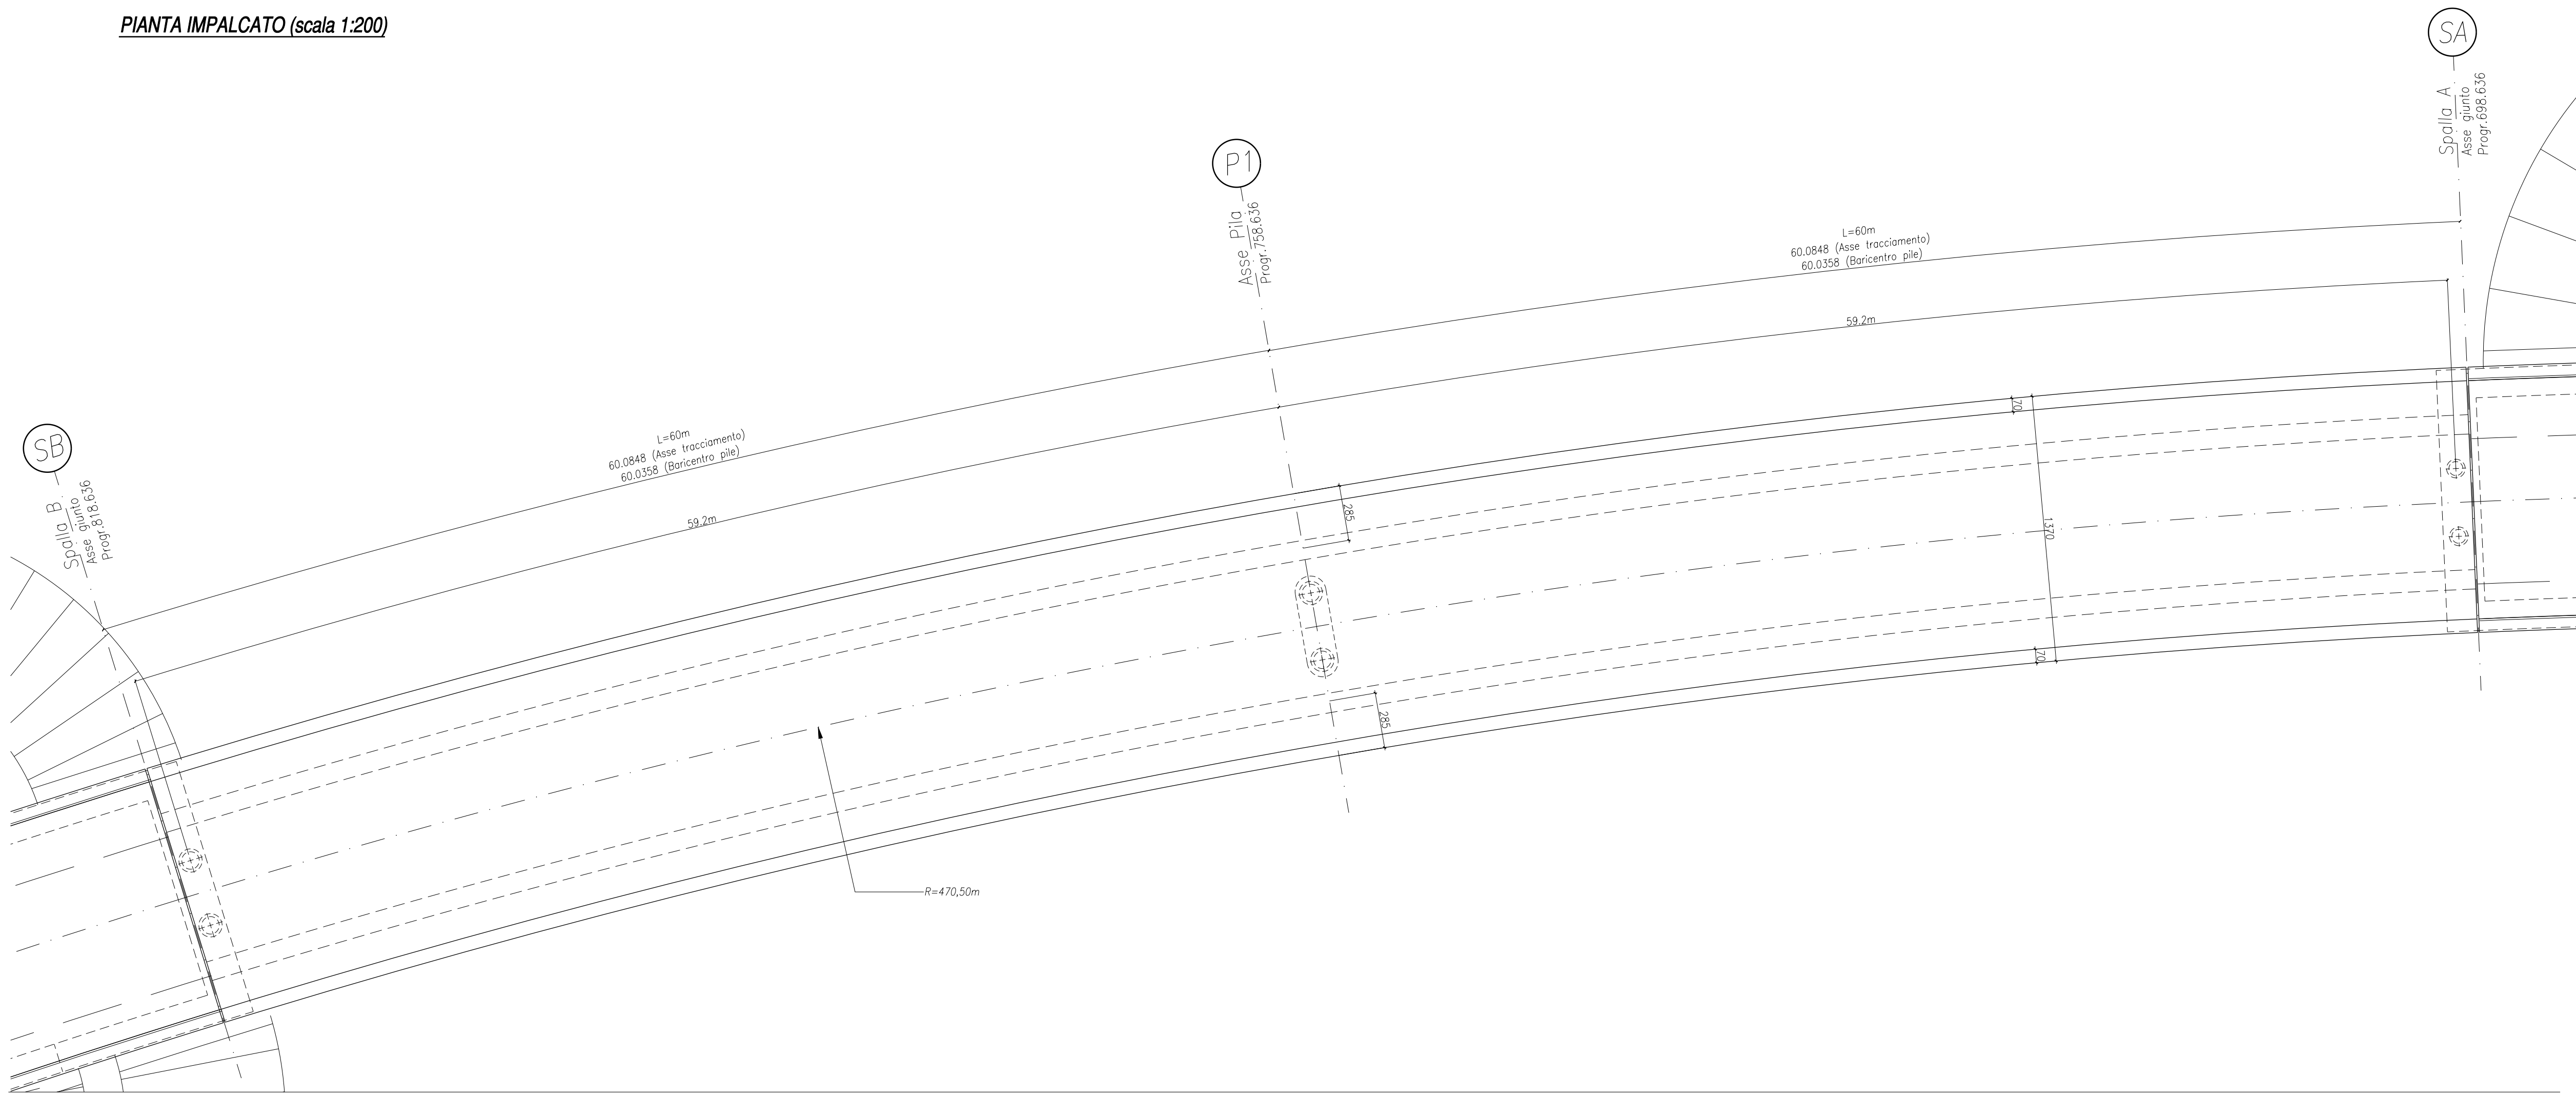 PIANTA IMPALCATO (scala 1:200)
SA
Spalla A
Asse giunto
Progr.698.636
P1
Asse Pila
Progr.758.636
L=60m
60.0848 (Asse tracciamento)
60.0358 (Baricentro pile)
59.2m
SB
Spalla B
Asse giunto
Progr.818.636
L=60m
60.0848 (Asse tracciamento)
60.0358 (Baricentro pile)
59.2m
70
285
1370
70
285
R=470,50m